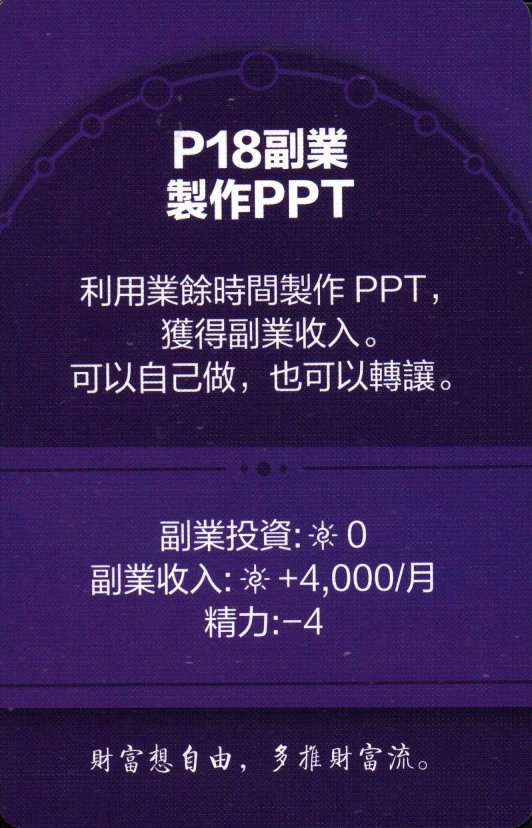 P18副業
製作PPT
利用業餘時間製作 PPT，
獲得副業收入。
可以自己做，也可以轉讓。
副業投資: 0
副業收入: +4,000/月
精力:-4
財富想自由，多推財富流。